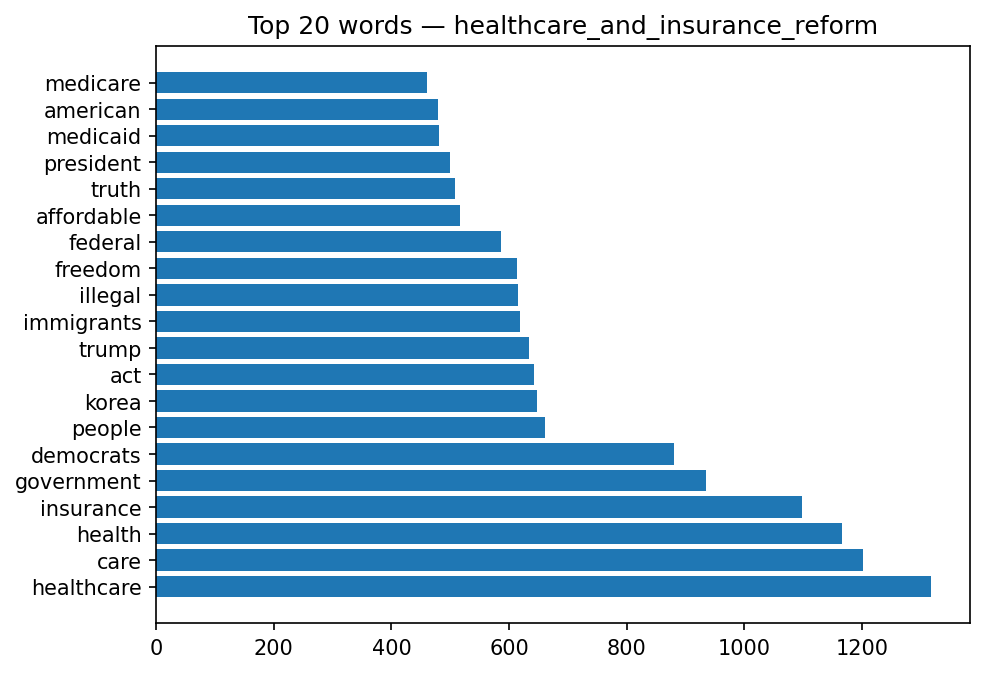 Top 20 words — healthcare_and_insurance_reform
medicare
american
medicaid
president
truth
affordable
federal
freedom
illegal
immigrants
trump
act
korea
people
democrats
government
insurance
health
care
healthcare
0 200 400 600 800 1000 1200